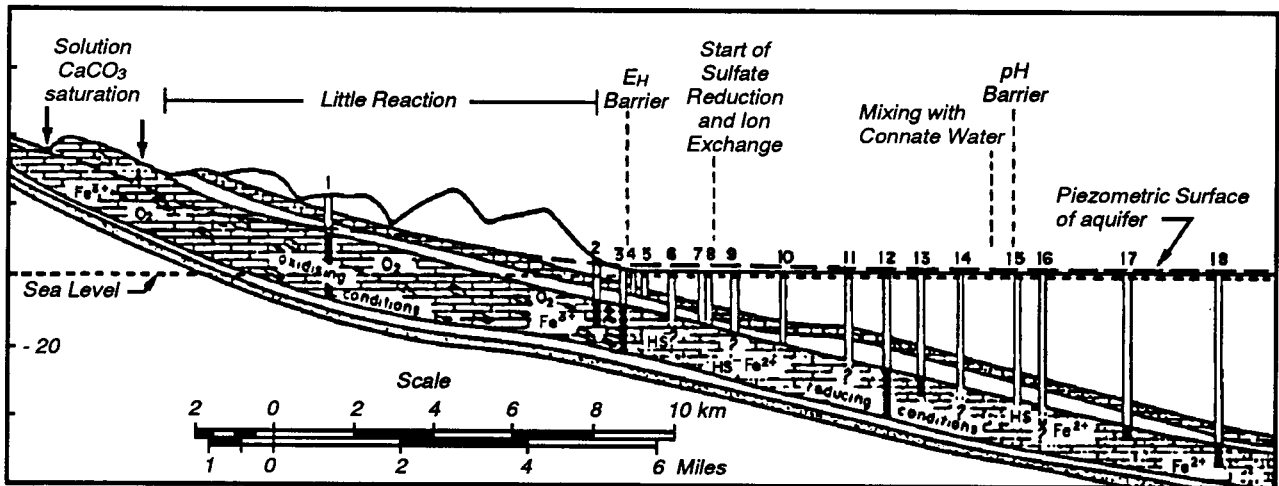 Solution
CaCO3
saturation
Little Reaction
EH
Barrier
Start of
Sulfate
Reduction
and Ion
Exchange
Mixing with
Connate Water
pH
Barrier
Piezometric Surface
of aquifer
Fe3+
O2
oxidising
conditions
O2
O2
Fe3+
Sea Level
- 20
2 3 4 5 6 7 8 9 10 11 12 13 14 15 16 17 18
HS-?
?
HS- Fe2+
?
reducing
conditions
?
HS-
?
Fe2+
Fe2+
Scale
2 0 2 4 6 8 10 km
1 0 2 4 6 Miles